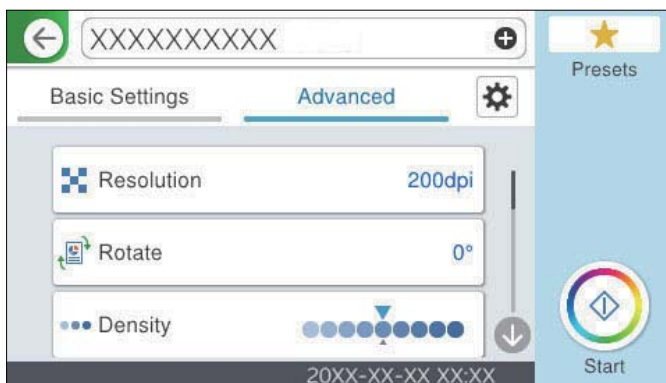 XXXXXXXXXX
Presets
Basic Settings
Advanced
Resolution
200dpi
Rotate
0°
Density
20XX-XX-XX XX:XX
Start